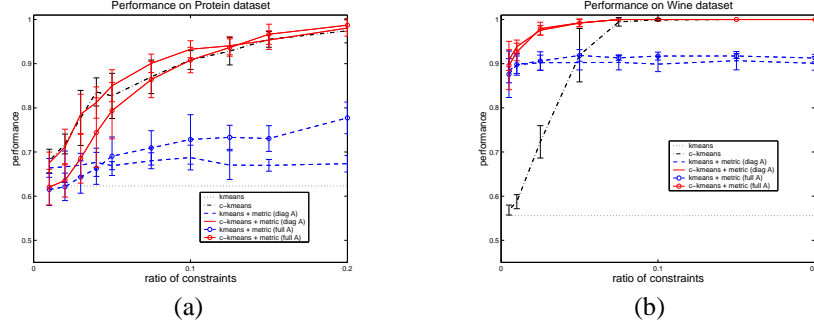 Performance on Protein dataset
1
0.9
0.8
0.7
0.6
0.5
performance
0
0.1
0.2
ratio of constraints
kmeans
c-kmeans
kmeans + metric (diag A)
c-kmeans + metric (diag A)
kmeans + metric (full A)
c-kmeans + metric (full A)
(a)
Performance on Wine dataset
1
0.9
0.8
0.7
0.6
0.5
performance
0
0.1
ratio of constraints
kmeans
c-kmeans
kmeans + metric (diag A)
c-kmeans + metric (diag A)
kmeans + metric (full A)
c-kmeans + metric (full A)
(b)